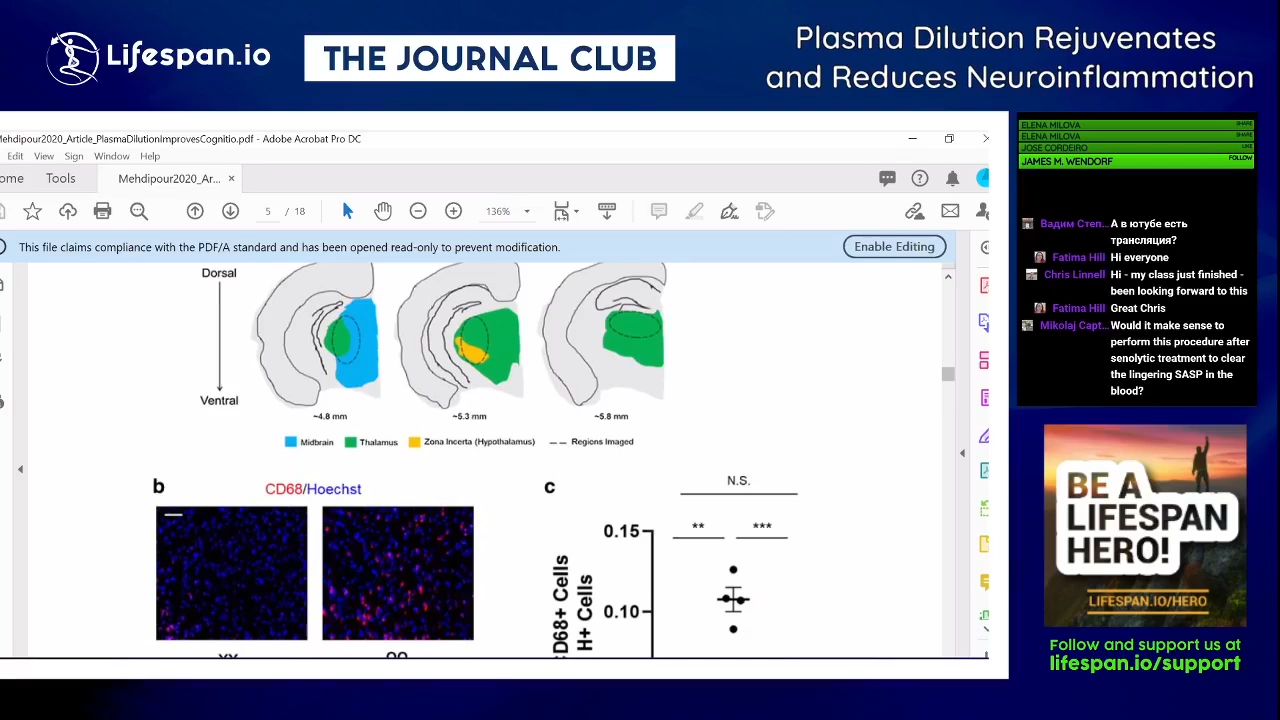 Lifespan.io
THE JOURNAL CLUB
Plasma Dilution Rejuvenates
and Reduces Neuroinflammation
Mehdipour2020_Article_PlasmaDilutionImprovesCognitio.pdf - Adobe Acrobat Pro DC
Edit View Sign Window Help
ome Tools Mehdipour2020_Ar... ×
5 / 18 136%
This file claims compliance with the PDF/A standard and has been opened read-only to prevent modification.
Enable Editing
Dorsal
Ventral
~4.8 mm ~5.3 mm ~5.8 mm
Midbrain Thalamus Zona Incerta (Hypothalamus) Regions Imaged
b CD68/Hoechst
c N.S.
** ***
0.15
0.10
D68+ Cells
H+ Cells
YY OO
ELENA MILOVA SHARE
ELENA MILOVA SHARE
JOSE CORDEIRO LIKE
JAMES M. WENDORF FOLLOW
Вадим Степ... А в ютубе есть
трансляция?
Fatima Hill Hi everyone
Chris Linnell Hi - my class just finished -
been looking forward to this
Fatima Hill Great Chris
Mikolaj Capt... Would it make sense to
perform this procedure after
senolytic treatment to clear
the lingering SASP in the
blood?
BE A
LIFESPAN
HERO!
LIFESPAN.IO/HERO
Follow and support us at
lifespan.io/support